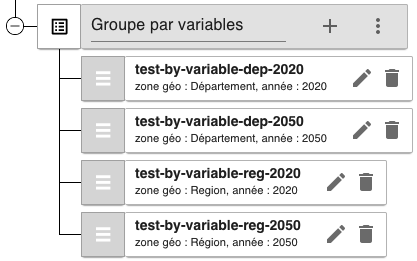 Groupe par variables
test-by-variable-dep-2020
zone géo : Département, année : 2020
test-by-variable-dep-2050
zone géo : Département, année : 2050
test-by-variable-reg-2020
zone géo : Region, année : 2020
test-by-variable-reg-2050
zone géo : Région, année : 2050